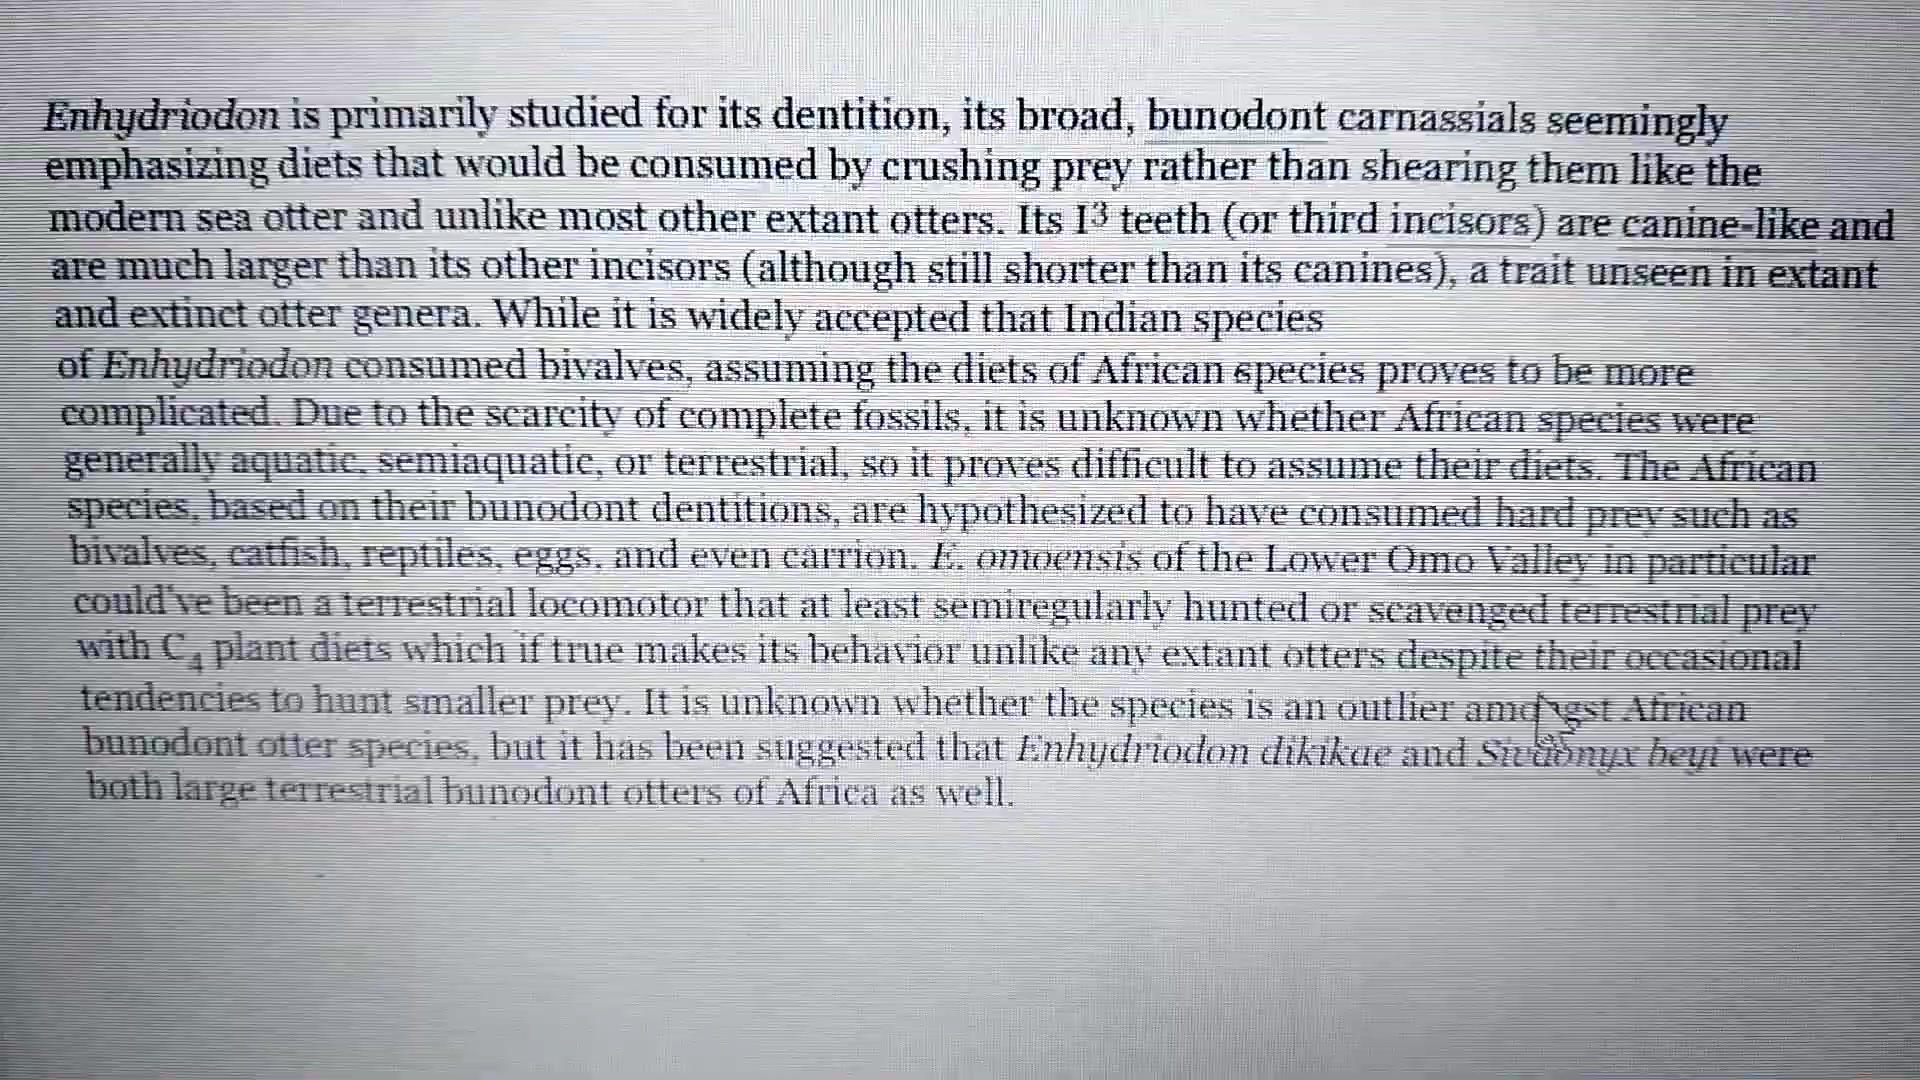 Enhydriodon is primarily studied for its dentition, its broad, bunodont carnassials seemingly
emphasizing diets that would be consumed by crushing prey rather than shearing them like the
modern sea otter and unlike most other extant otters. Its I³ teeth (or third incisors) are canine-like and
are much larger than its other incisors (although still shorter than its canines), a trait unseen in extant
and extinct otter genera. While it is widely accepted that Indian species
of Enhydriodon consumed bivalves, assuming the diets of African species proves to be more
complicated. Due to the scarcity of complete fossils, it is unknown whether African species were
generally aquatic, semiaquatic, or terrestrial, so it proves difficult to assume their diets. The African
species, based on their bunodont dentitions, are hypothesized to have consumed hard prey such as
bivalves, catfish, reptiles, eggs, and even carrion. E. omoensis of the Lower Omo Valley in particular
could've been a terrestrial locomotor that at least semiregularly hunted or scavenged terrestrial prey
with C₄ plant diets which if true makes its behavior unlike any extant otters despite their occasional
tendencies to hunt smaller prey. It is unknown whether the species is an outlier amongst African
bunodont otter species, but it has been suggested that Enhydriodon dikikae and Sivaonyx beyi were
both large terrestrial bunodont otters of Africa as well.